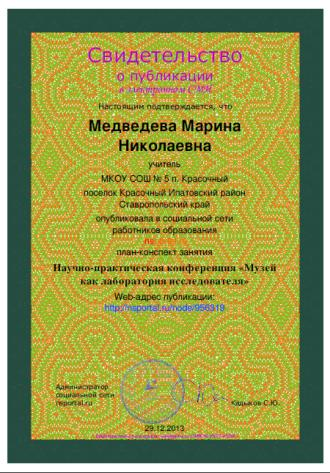 Свидетельство
о публикации
в электронном СМИ
Настоящим подтверждается, что
Медведева Марина
Николаевна
учитель
МКОУ СОШ № 5 п. Красочный
поселок Красочный Ипатовский район
Ставропольский край
опубликовала в социальной сети
работников образования
план-конспект занятия
Научно-практическая конференция «Музей
как лаборатория исследователя»
Web-адрес публикации:
http://nsportal.ru/node/956319
Администратор
социальной сети
nsportal.ru
Кадыков С.Ю.
29.12.2013